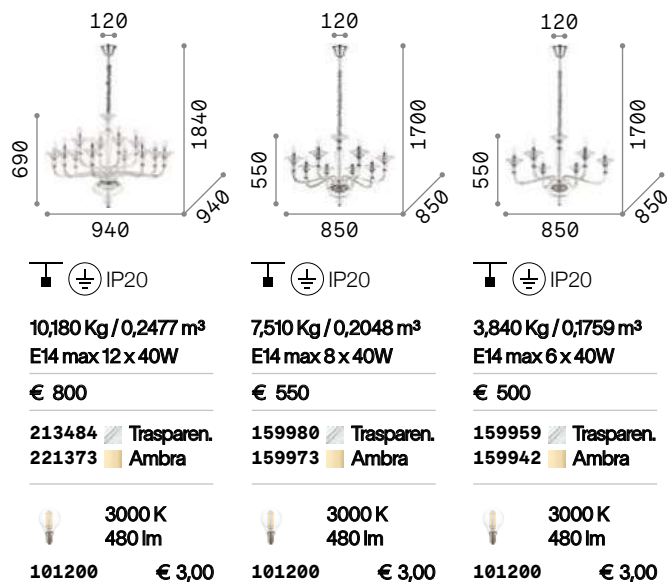 120
690
1840
940
940
IP20
10,180 Kg / 0,2477 m³
E14 max 12 x 40W
€ 800
213484 Trasparen.
221373 Ambra
3000 K
480 lm
101200 € 3,00
120
550
1700
850
850
IP20
7,510 Kg / 0,2048 m³
E14 max 8 x 40W
€ 550
159980 Trasparen.
159973 Ambra
3000 K
480 lm
101200 € 3,00
120
550
1700
850
850
IP20
3,840 Kg / 0,1759 m³
E14 max 6 x 40W
€ 500
159959 Trasparen.
159942 Ambra
3000 K
480 lm
101200 € 3,00